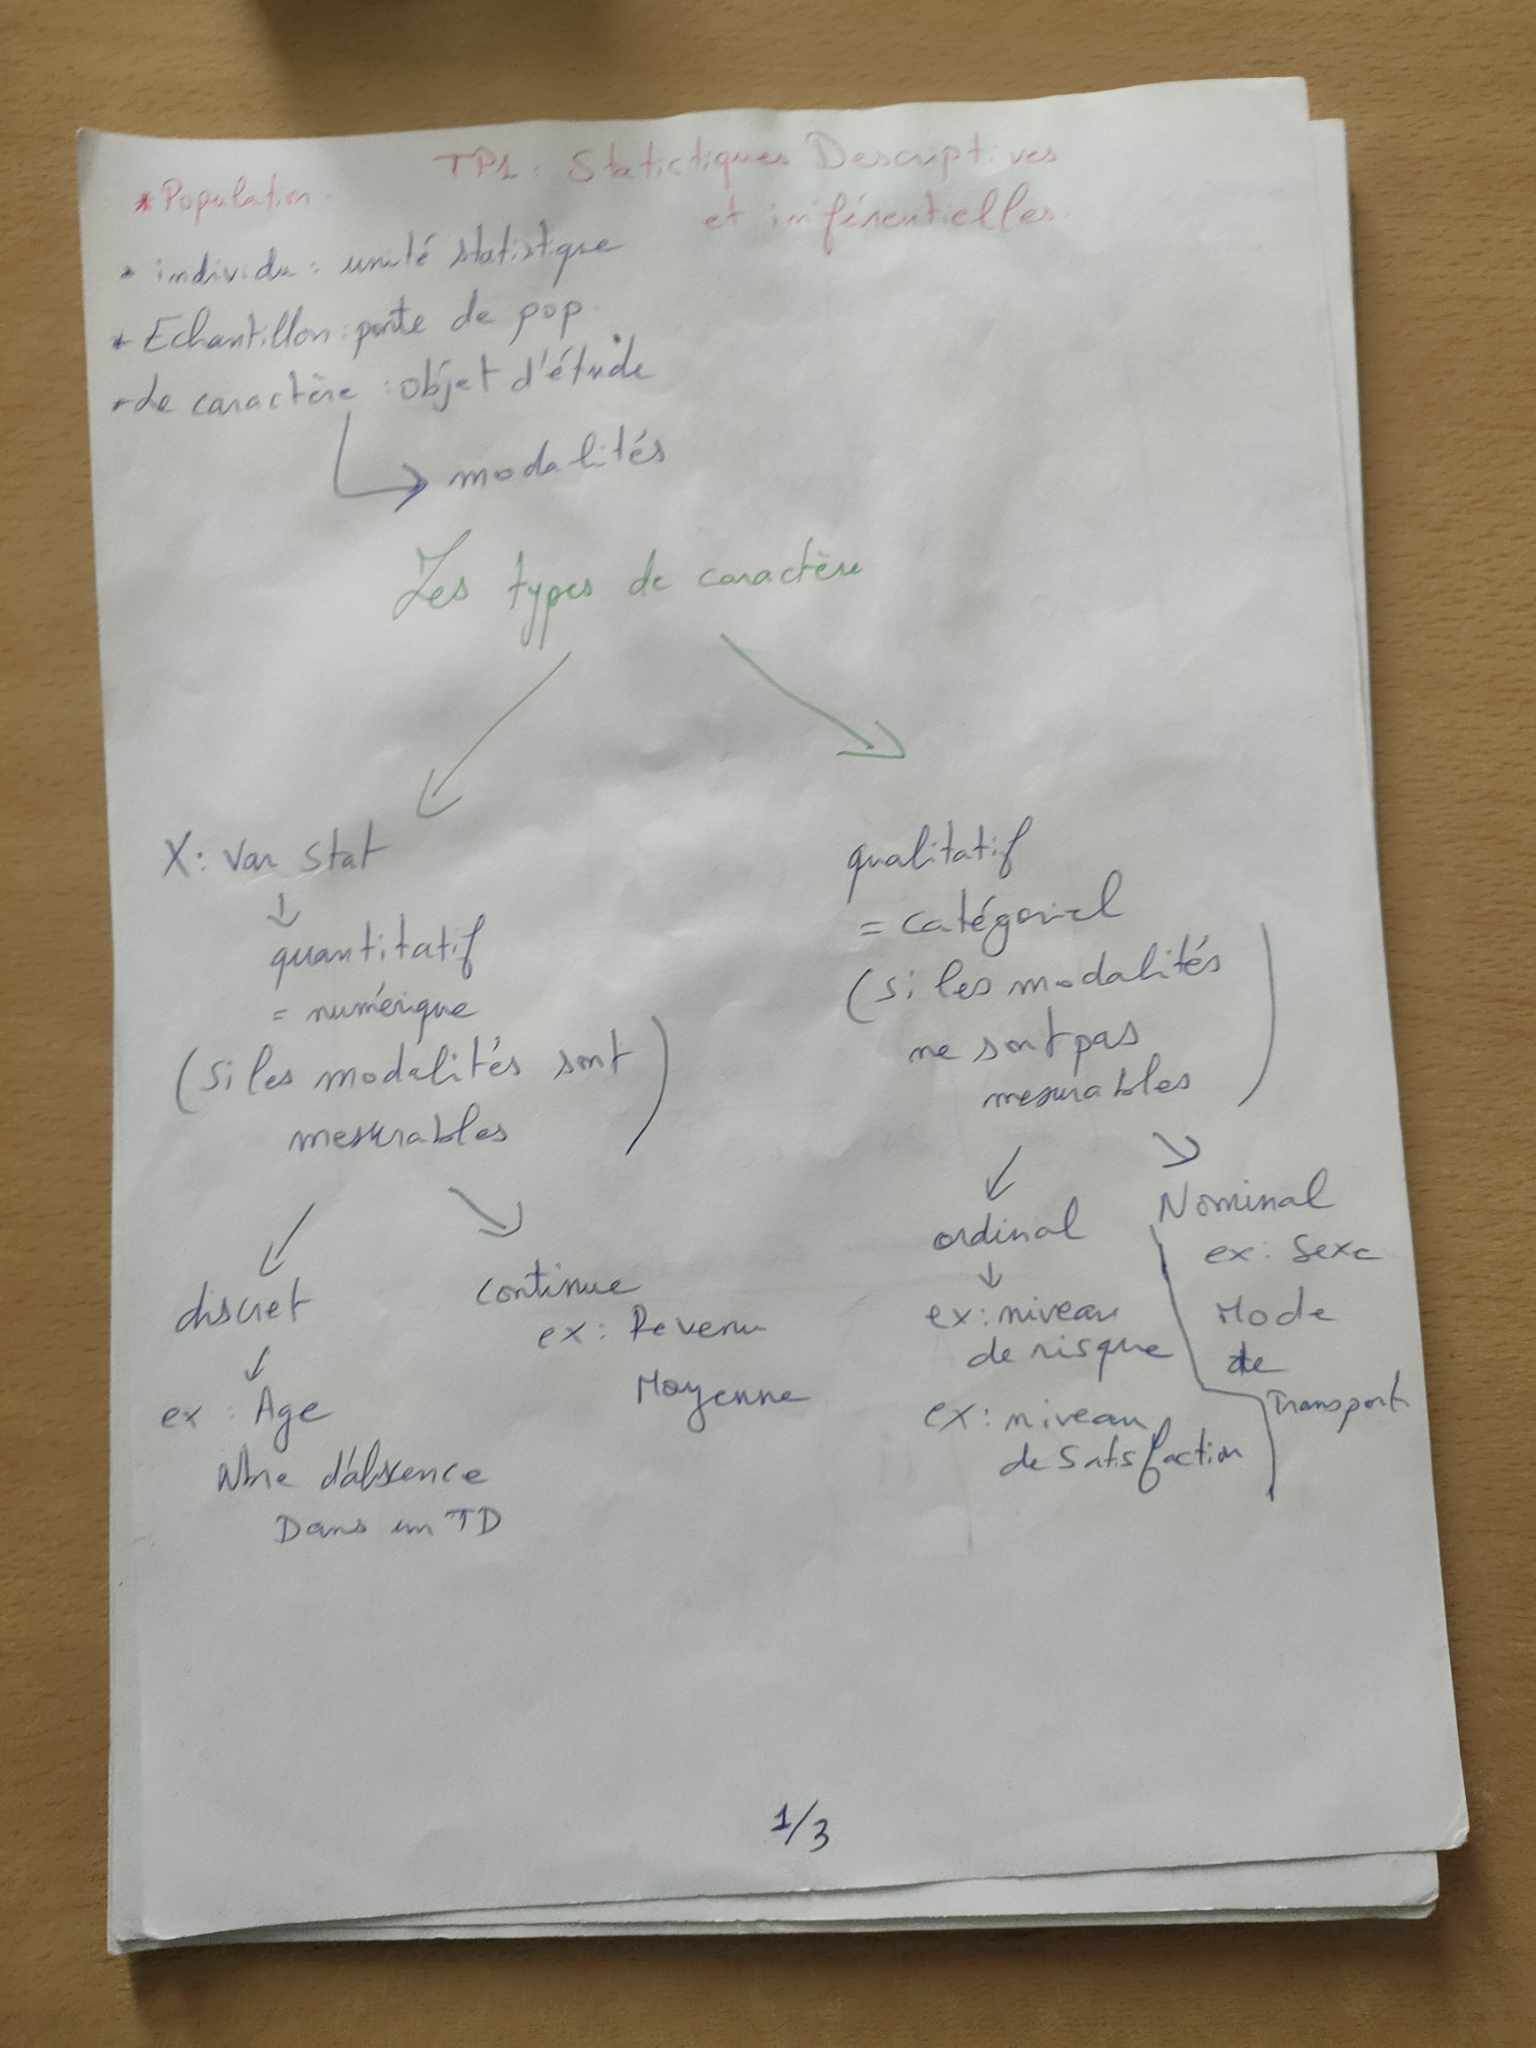 TP1 : Statictiques Descriptives
et inférentielles.
* Population.
* individu : unité statistique
* Echantillon : partie de pop.
* Le caractère : objet d'étude
modalités
Les types de caractère
X : Var stat
quantitatif
= numérique
(Si les modalités sont
mesurables)
discret
ex : Age
Nbre d'absence
Dans un TD
continue
ex : Revenu
Moyenne
qualitatif
= catégoriel
(Si les modalités
ne sont pas
mesurables)
ordinal
ex : niveau
de risque
ex : niveau
de Satisfaction
Nominal
ex : Sexe
Mode
de
Transport
1/3